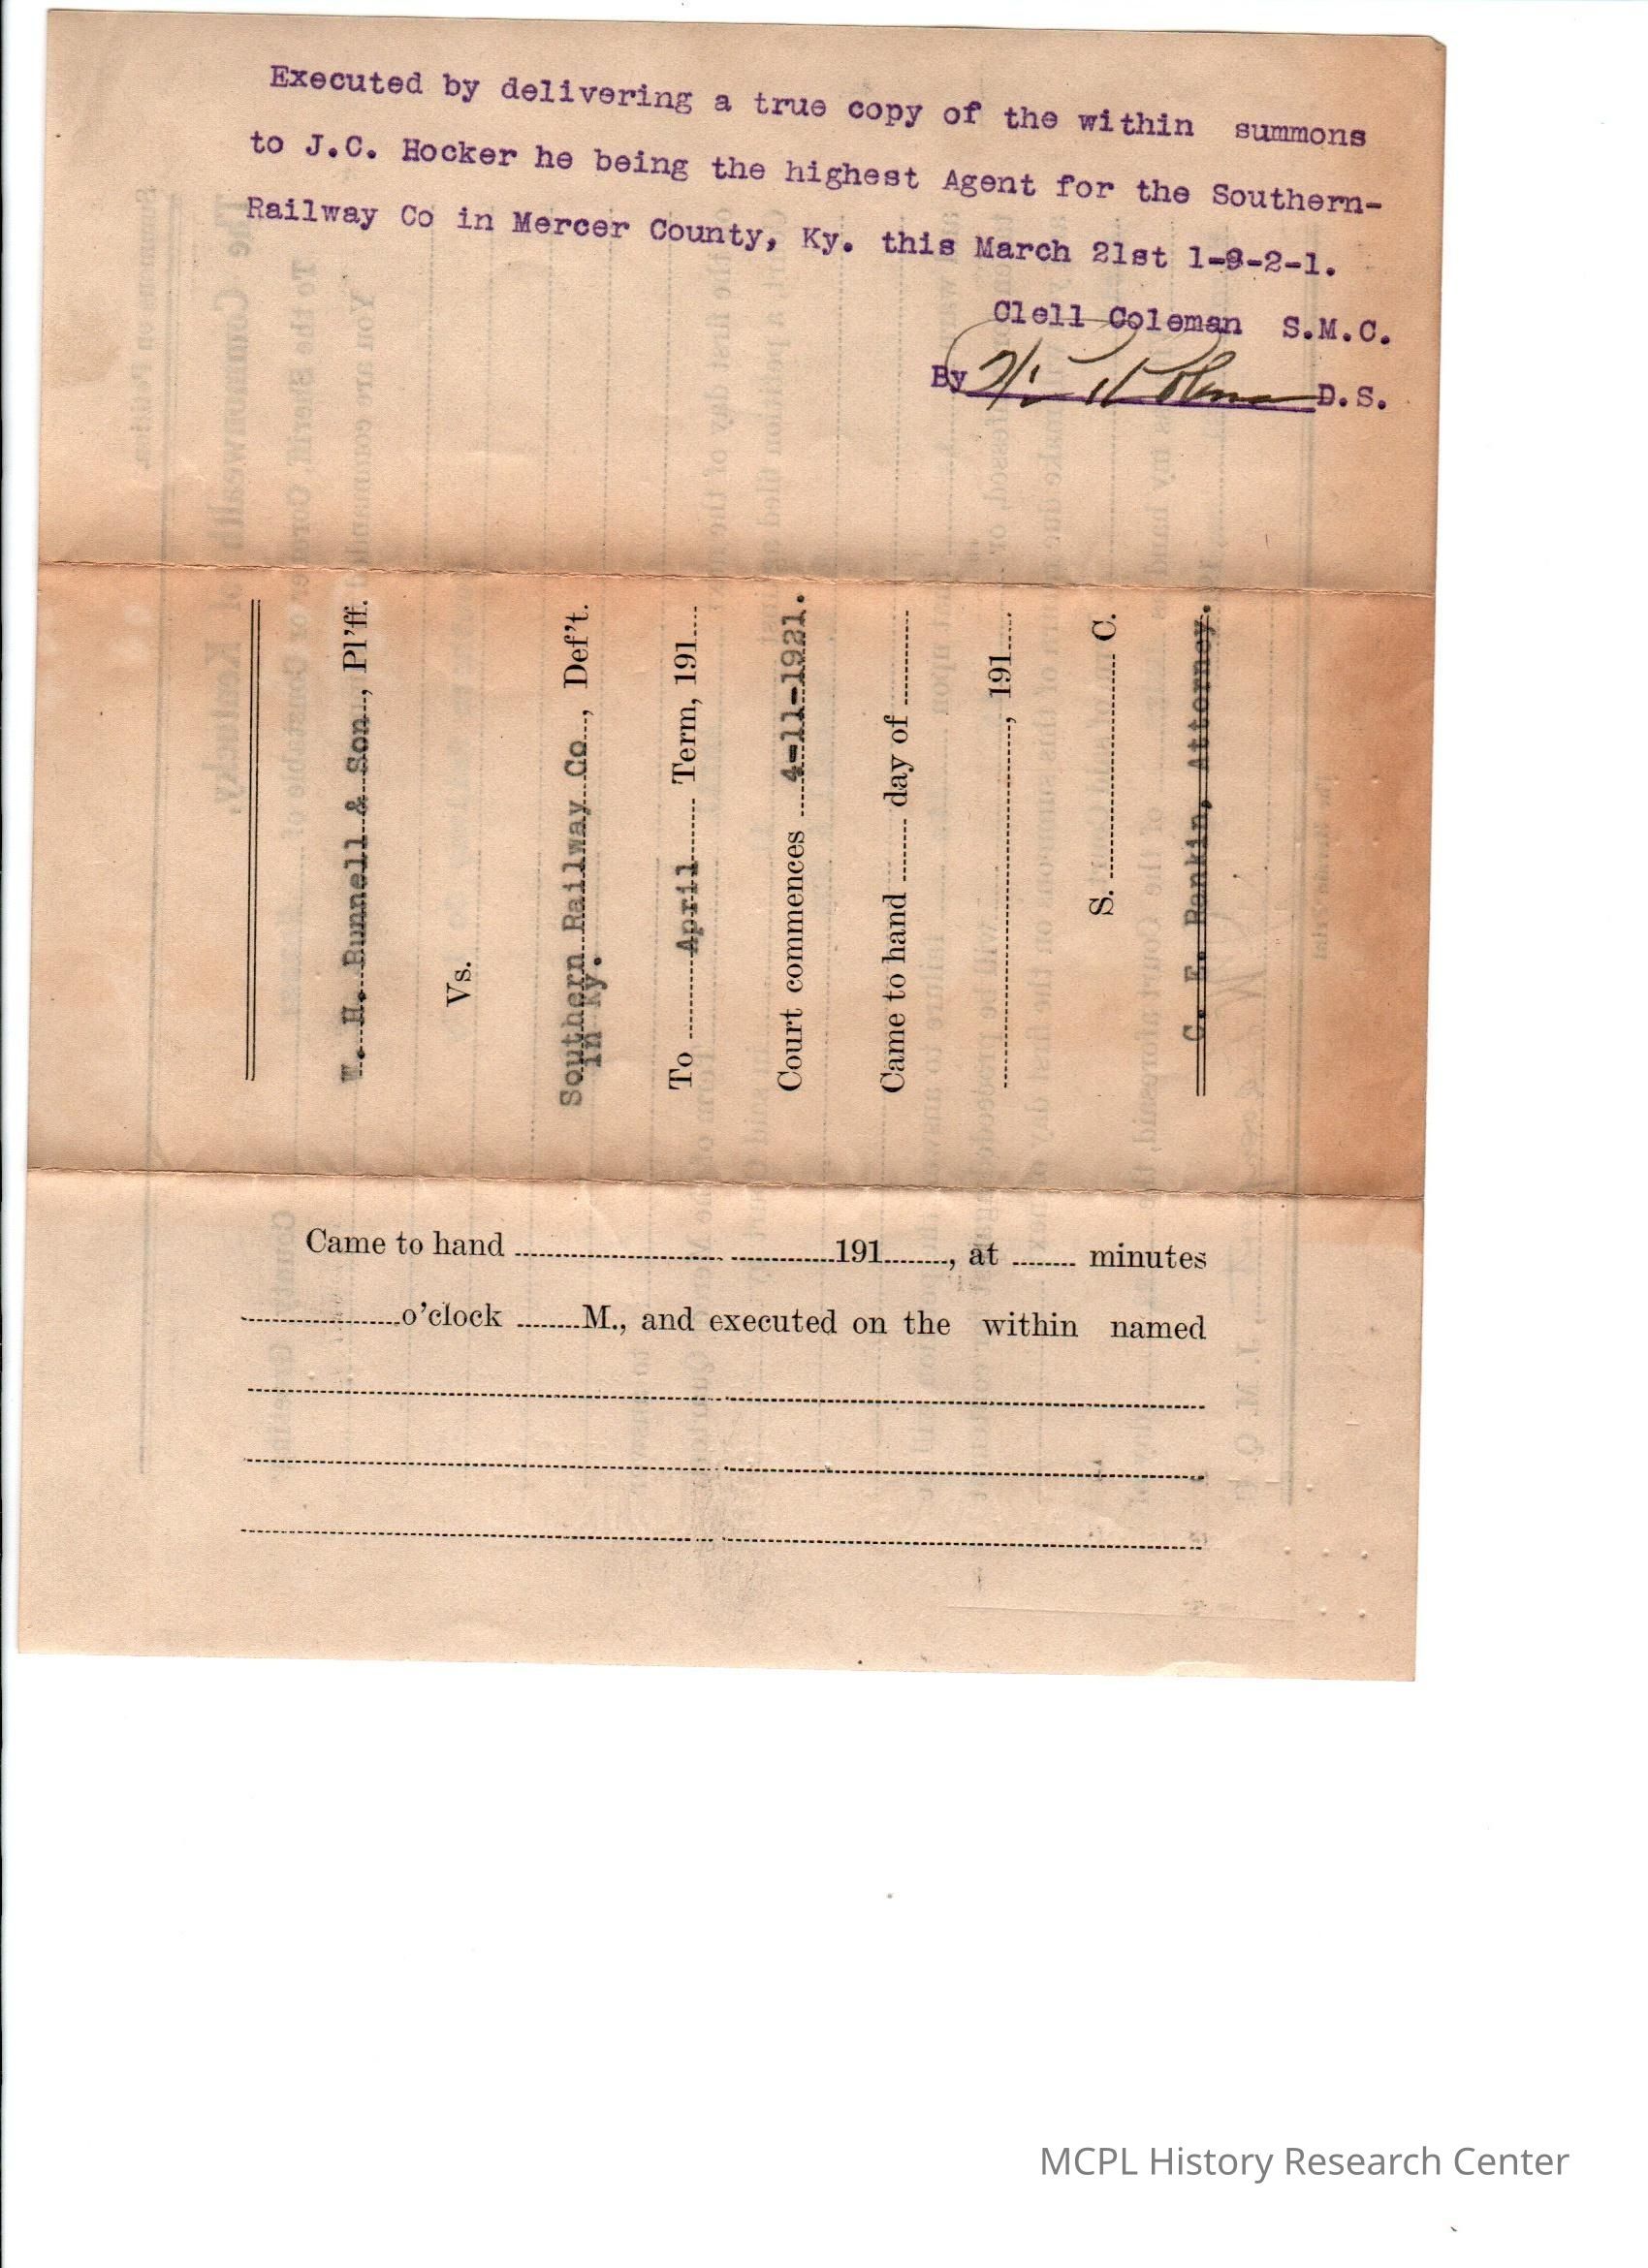 Executed by delivering a true copy of the within summons
to J.C. Hocker he being the highest Agent for the Southern-
Railway Co in Mercer County, Ky. this March 21st 1-9-2-1.
Clell Coleman S.M.C.
By D.S.
W. H. Bunnell & Son, Pl'ff.
Vs.
Southern Railway Co., Def't.
in Ky.
To April Term, 191
Court commences 4-11-1921.
Came to hand day of
, 191
S. C.
C. E. Rankin, Attorney.
Came to hand 191, at minutes
o'clock M., and executed on the within named
MCPL History Research Center